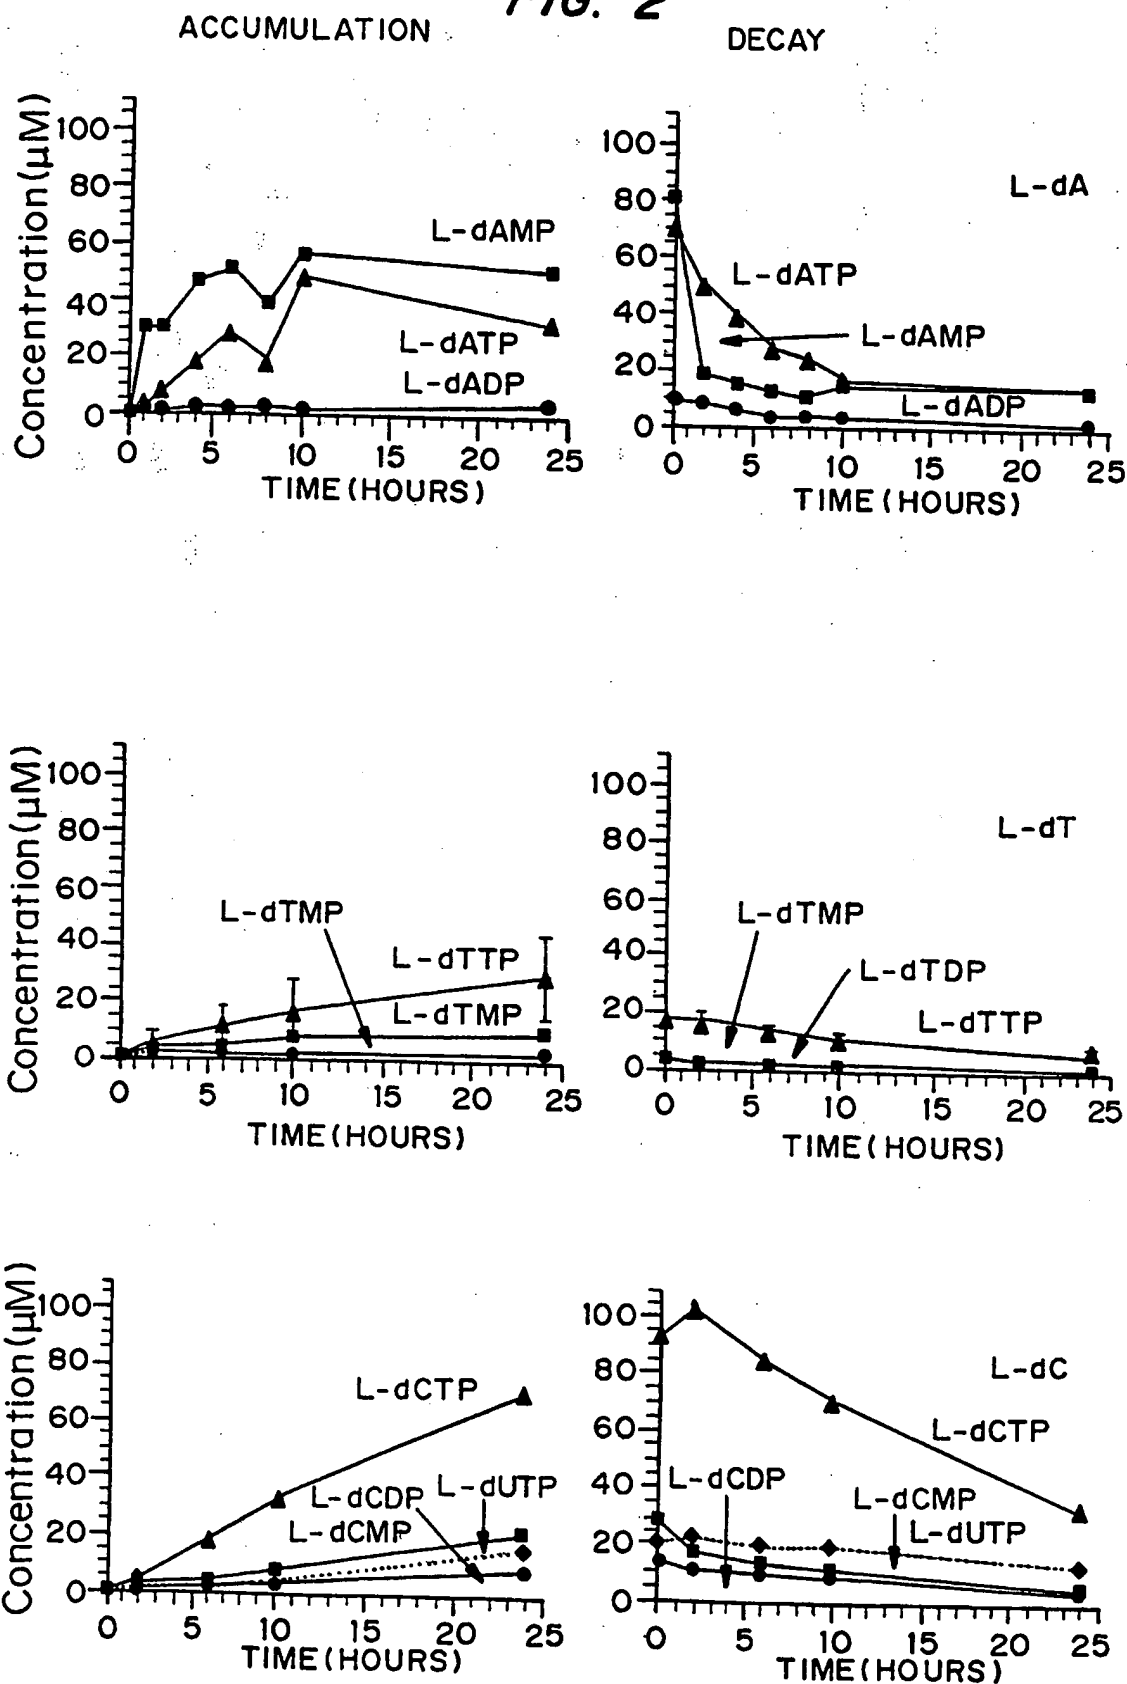 FIG. 2
ACCUMULATION
DECAY
Concentration(µM)
100
80
60
40
20
0
L-dAMP
L-dATP
L-dADP
0 5 10 15 20 25
TIME(HOURS)
100
80
60
40
20
0
L-dA
L-dATP
L-dAMP
L-dADP
0 5 10 15 20 25
TIME(HOURS)
Concentration(µM)
100
80
60
40
20
0
L-dTMP
L-dTTP
L-dTMP
0 5 10 15 20 25
TIME(HOURS)
100
80
60
40
20
0
L-dT
L-dTMP
L-dTDP
L-dTTP
0 5 10 15 20 25
TIME(HOURS)
Concentration(µM)
100
80
60
40
20
0
L-dCTP
L-dCDP
L-dUTP
L-dCMP
0 5 10 15 20 25
TIME(HOURS)
100
80
60
40
20
0
L-dC
L-dCTP
L-dCDP
L-dCMP
L-dUTP
0 5 10 15 20 25
TIME(HOURS)